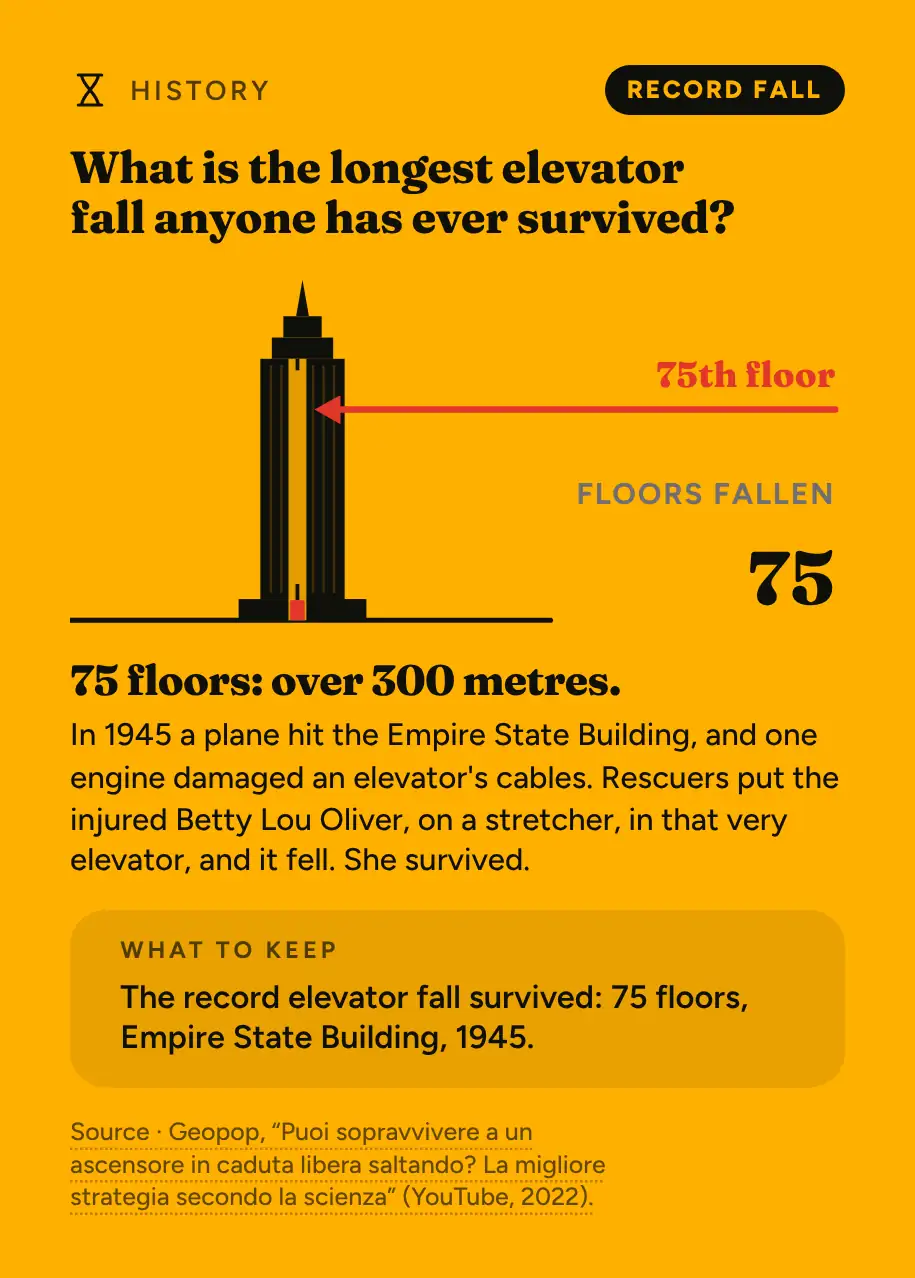 HISTORY
RECORD FALL
What is the longest elevator
fall anyone has ever survived?
75th floor
FLOORS FALLEN
75
75 floors: over 300 metres.
In 1945 a plane hit the Empire State Building, and one
engine damaged an elevator's cables. Rescuers put the
injured Betty Lou Oliver, on a stretcher, in that very
elevator, and it fell. She survived.
WHAT TO KEEP
The record elevator fall survived: 75 floors,
Empire State Building, 1945.
Source · Geopop, “Puoi sopravvivere a un
ascensore in caduta libera saltando? La migliore
strategia secondo la scienza” (YouTube, 2022).